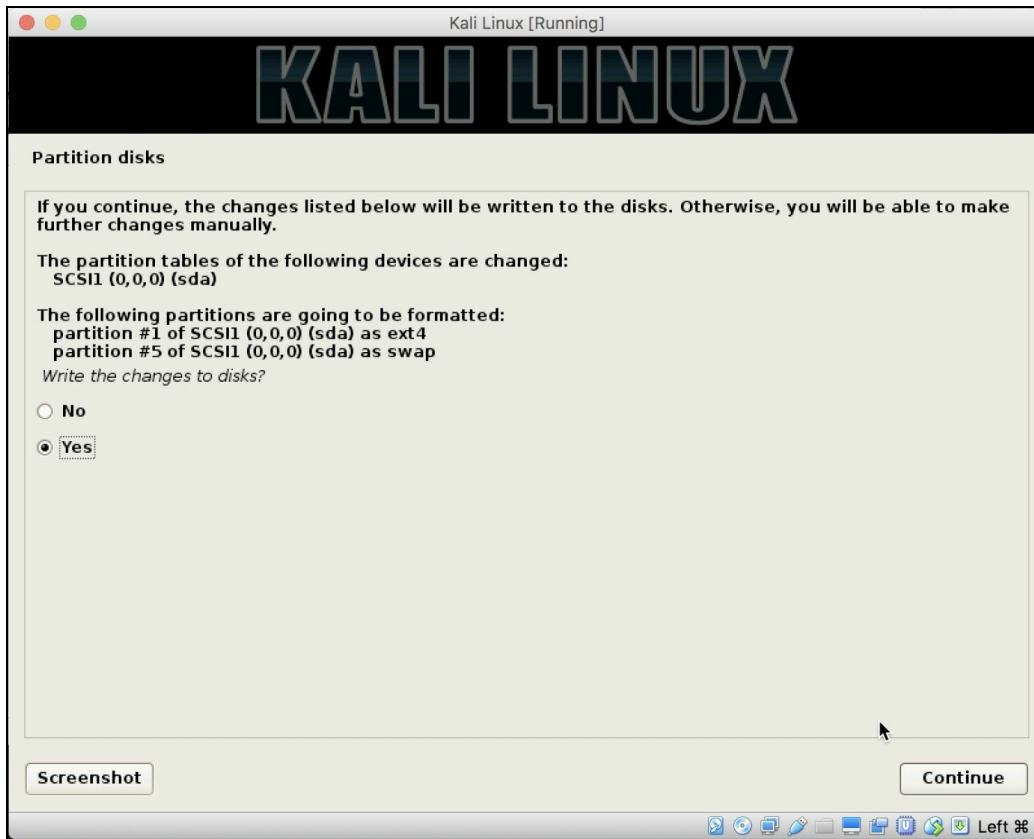 Kali Linux [Running]
KALI LINUX
Partition disks
If you continue, the changes listed below will be written to the disks. Otherwise, you will be able to make
further changes manually.
The partition tables of the following devices are changed:
SCSI1 (0,0,0) (sda)
The following partitions are going to be formatted:
partition #1 of SCSI1 (0,0,0) (sda) as ext4
partition #5 of SCSI1 (0,0,0) (sda) as swap
Write the changes to disks?
No
Yes
Screenshot
Continue
Left ⌘